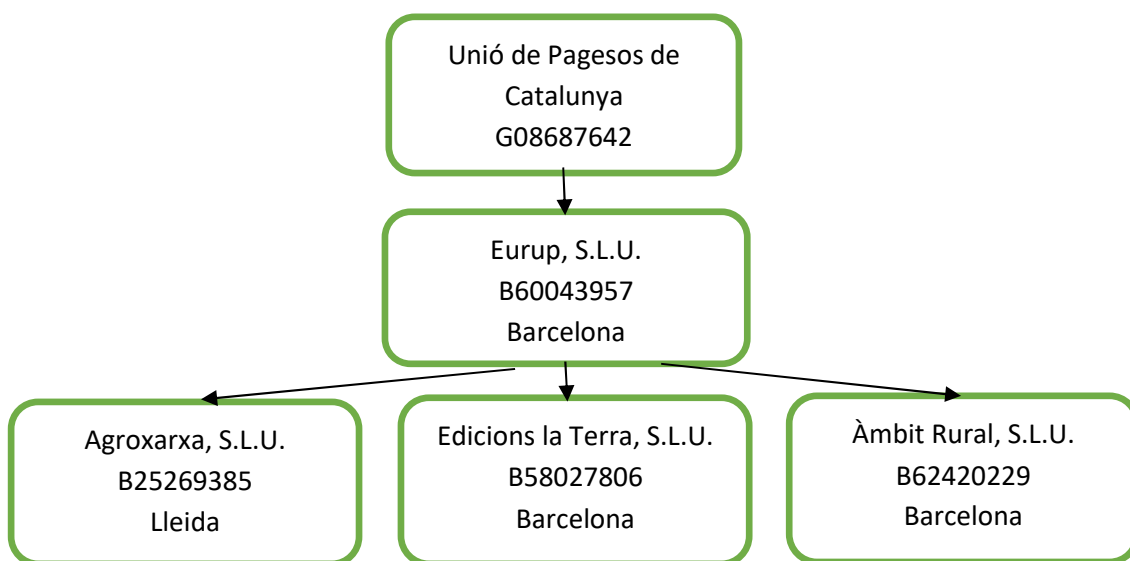 Unió de Pagesos de
Catalunya
G08687642
Eurup, S.L.U.
B60043957
Barcelona
Agroxarxa, S.L.U.
B25269385
Lleida
Edicions la Terra, S.L.U.
B58027806
Barcelona
Àmbit Rural, S.L.U.
B62420229
Barcelona